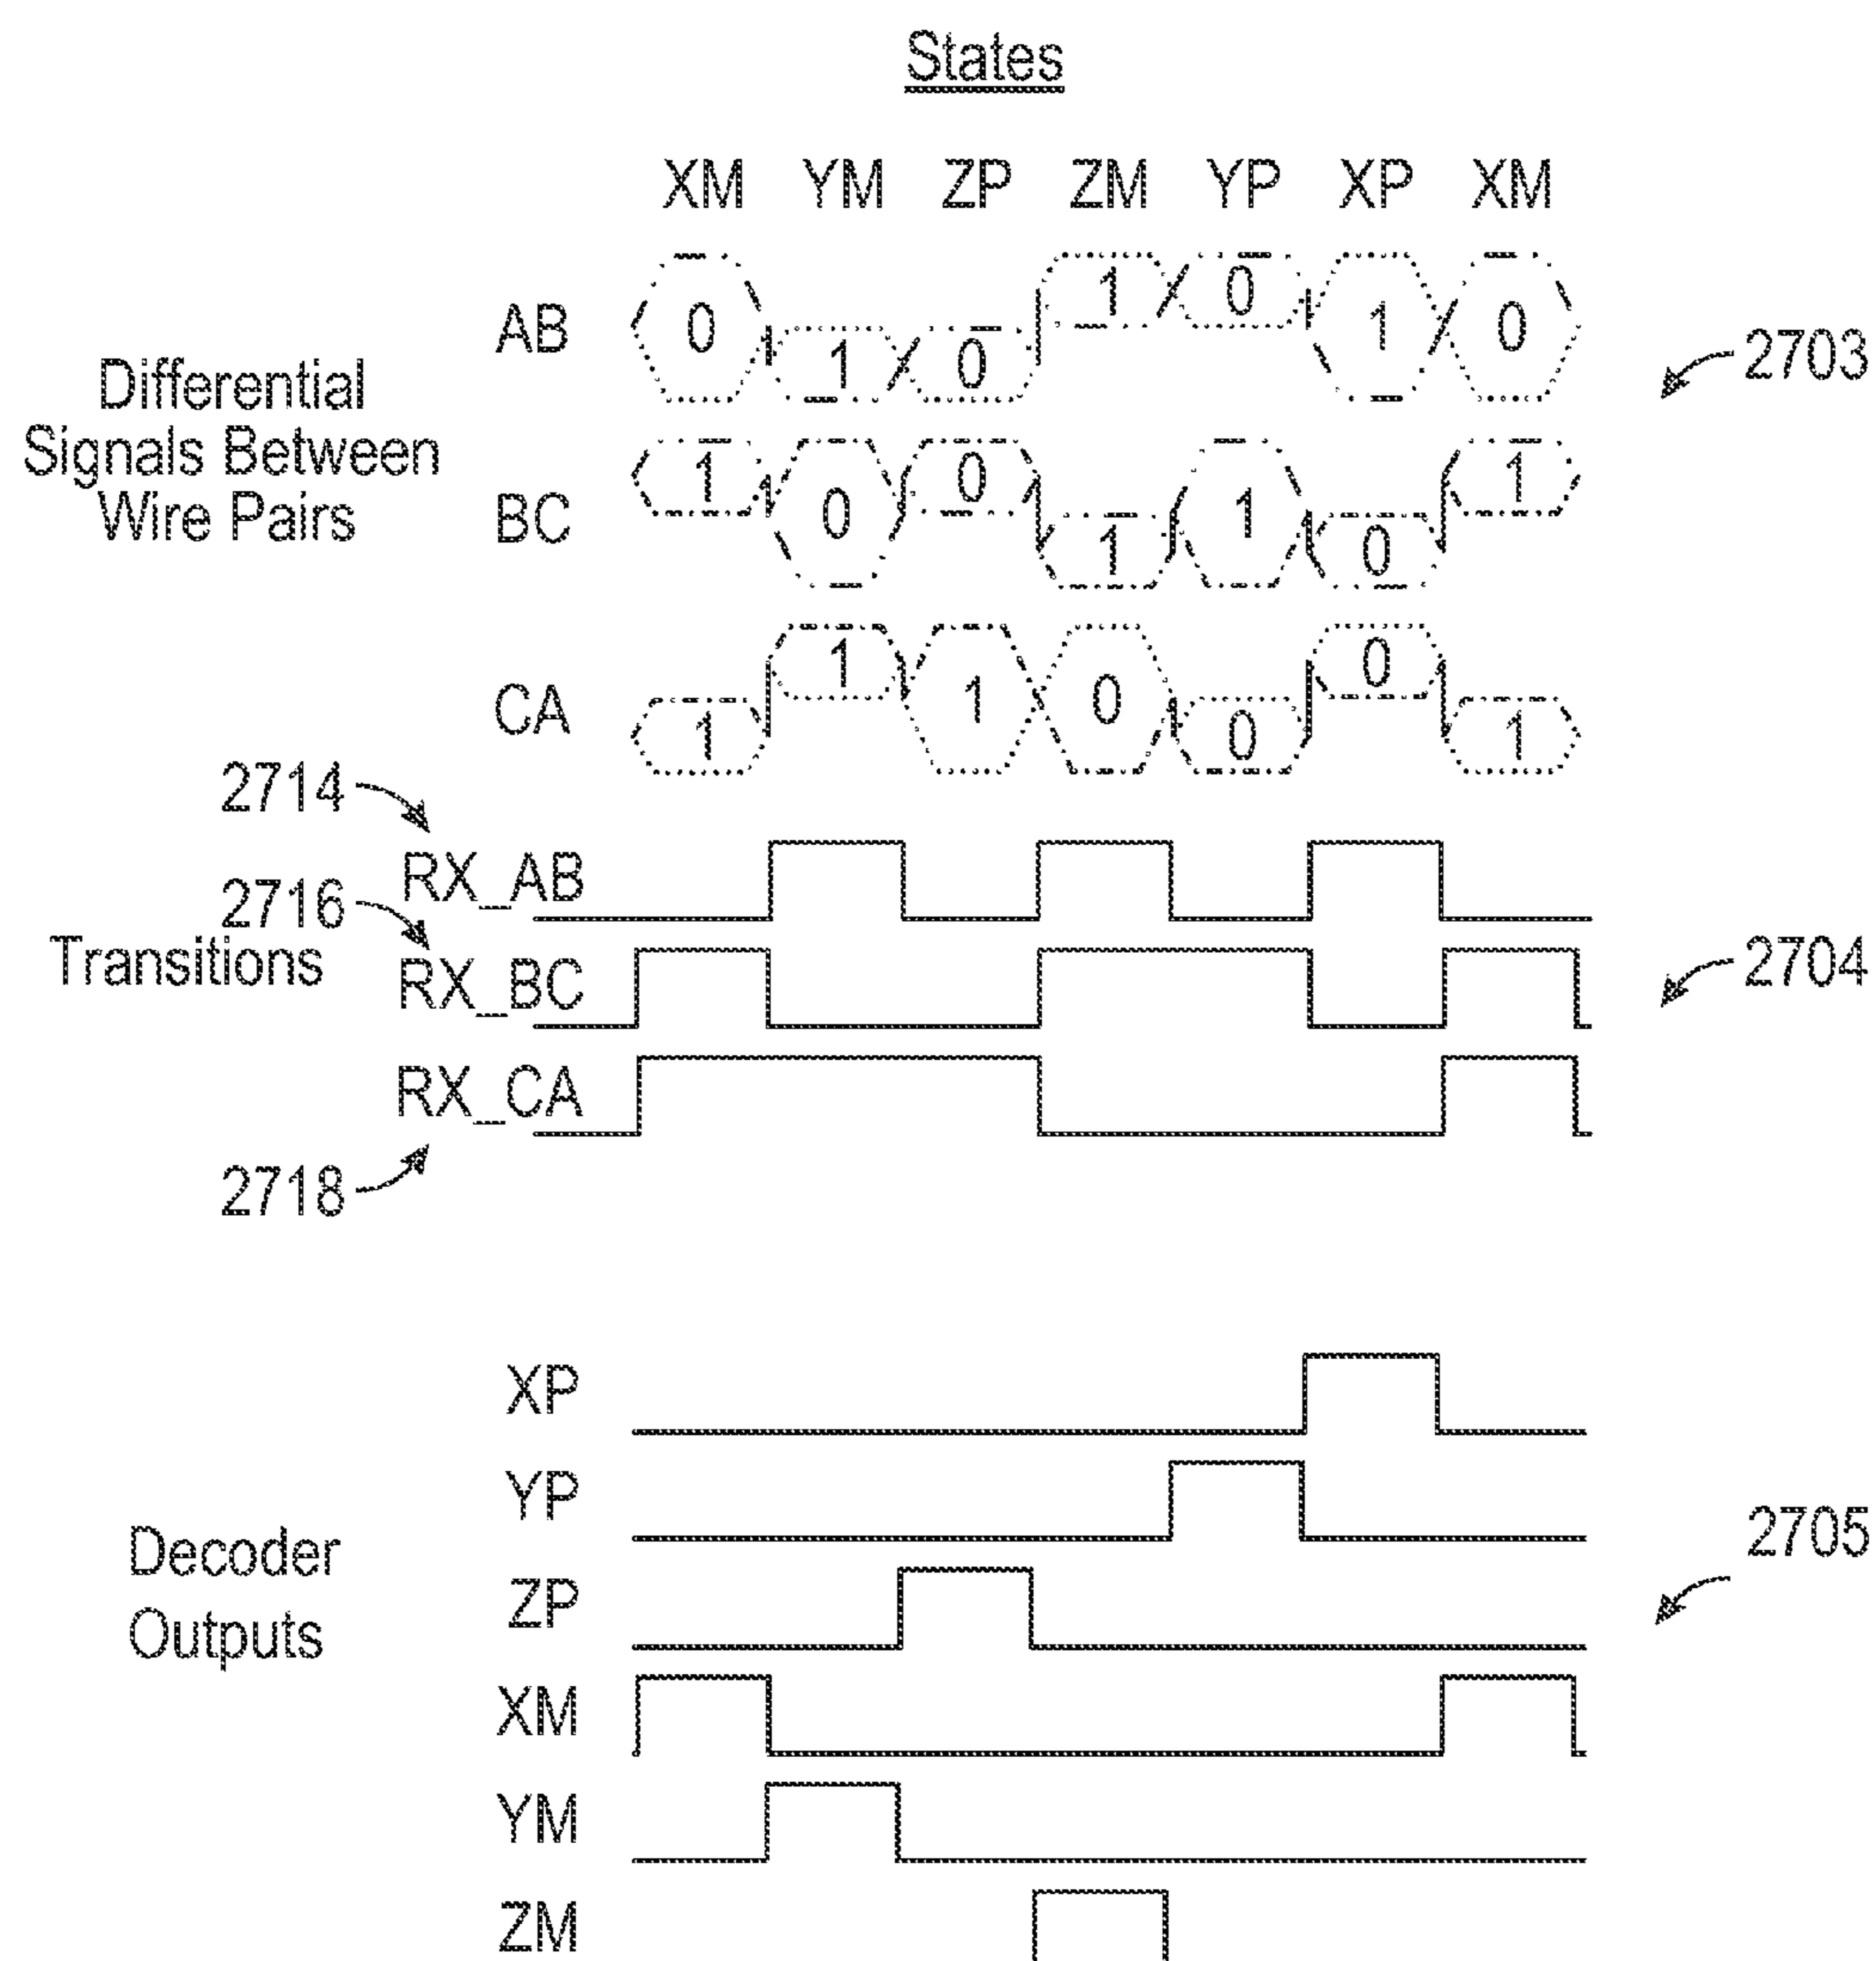 States
XM YM ZP ZM YP XP XM
AB 0 1 0 1 0 1 0
2703
Differential
Signals Between
Wire Pairs
BC 1 0 0 1 1 0 1
CA 1 1 1 0 0 0 1
2714
RX_AB
2716
Transitions
RX_BC
2704
RX_CA
2718
XP
YP
Decoder
Outputs
2705
ZP
XM
YM
ZM